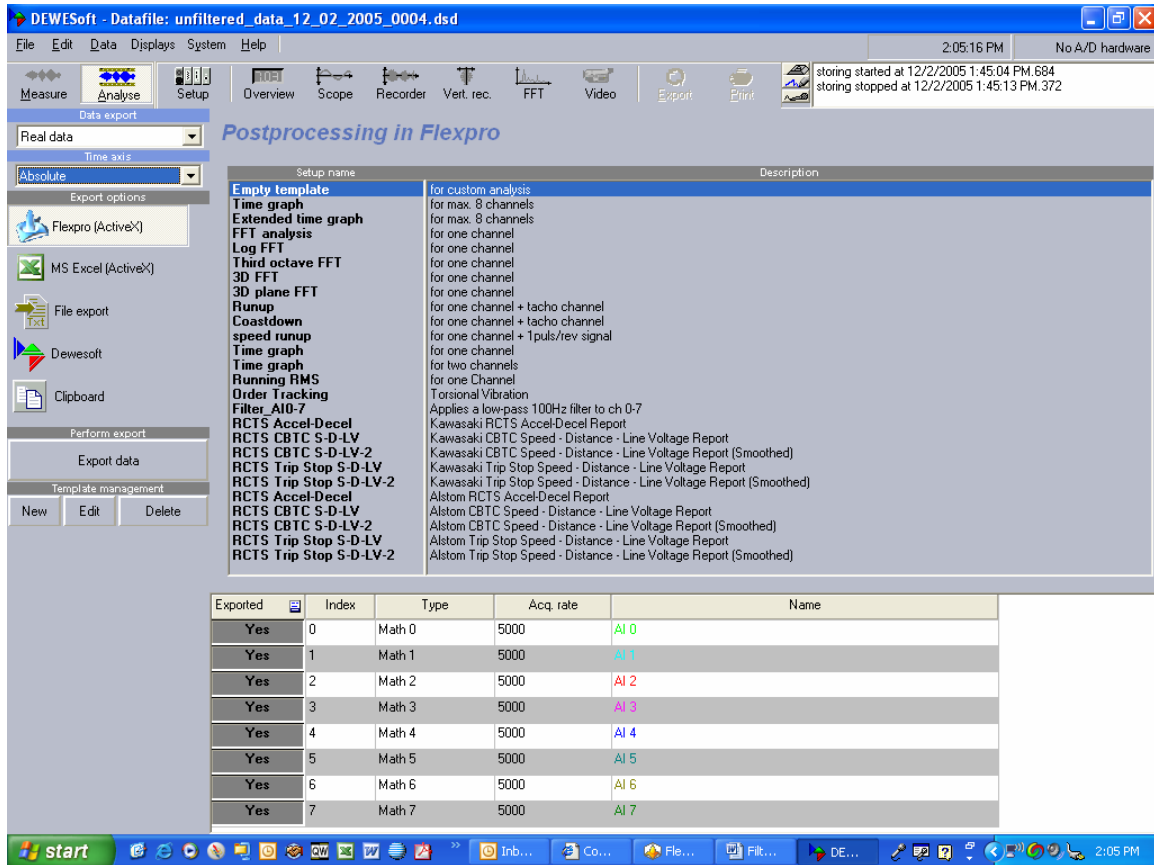 DEWESoft - Datafile: unfiltered_data_12_02_2005_0004.dsd
File Edit Data Displays System Help
2:05:16 PM No A/D hardware
Measure Analyse Setup Overview Scope Recorder Vert. rec. FFT Video Export Print
storing started at 12/2/2005 1:45:04 PM.684
storing stopped at 12/2/2005 1:45:13 PM.372
Data export
Real data
Time axis
Absolute
Export options
Flexpro (ActiveX)
MS Excel (ActiveX)
Txt File export
Dewesoft
Clipboard
Perform export
Export data
Template management
New Edit Delete
Postprocessing in Flexpro
Setup name Description
Empty template for custom analysis
Time graph for max. 8 channels
Extended time graph for max. 8 channels
FFT analysis for one channel
Log FFT for one channel
Third octave FFT for one channel
3D FFT for one channel
3D plane FFT for one channel
Runup for one channel + tacho channel
Coastdown for one channel + tacho channel
speed runup for one channel + 1puls/rev signal
Time graph for one channel
Time graph for two channels
Running RMS for one Channel
Order Tracking Torsional Vibration
Filter_AI0-7 Applies a low-pass 100Hz filter to ch 0-7
RCTS Accel-Decel Kawasaki RCTS Accel-Decel Report
RCTS CBTC S-D-LV Kawasaki CBTC Speed - Distance - Line Voltage Report
RCTS CBTC S-D-LV-2 Kawasaki CBTC Speed - Distance - Line Voltage Report (Smoothed)
RCTS Trip Stop S-D-LV Kawasaki Trip Stop Speed - Distance - Line Voltage Report
RCTS Trip Stop S-D-LV-2 Kawasaki Trip Stop Speed - Distance - Line Voltage Report (Smoothed)
RCTS Accel-Decel Alstom RCTS Accel-Decel Report
RCTS CBTC S-D-LV Alstom CBTC Speed - Distance - Line Voltage Report
RCTS CBTC S-D-LV-2 Alstom CBTC Speed - Distance - Line Voltage Report (Smoothed)
RCTS Trip Stop S-D-LV Alstom Trip Stop Speed - Distance - Line Voltage Report
RCTS Trip Stop S-D-LV-2 Alstom Trip Stop Speed - Distance - Line Voltage Report (Smoothed)
Exported Index Type Acq. rate Name
Yes 0 Math 0 5000 AI 0
Yes 1 Math 1 5000 AI 1
Yes 2 Math 2 5000 AI 2
Yes 3 Math 3 5000 AI 3
Yes 4 Math 4 5000 AI 4
Yes 5 Math 5 5000 AI 5
Yes 6 Math 6 5000 AI 6
Yes 7 Math 7 5000 AI 7
start QW W » Inb... Co... Fle... Filt... DE... 2:05 PM